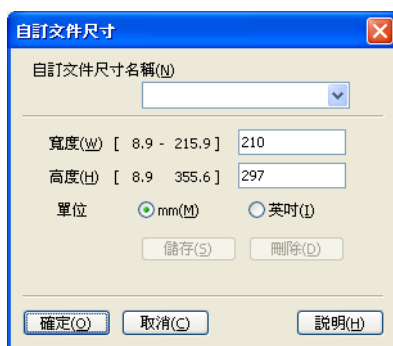 自訂文件尺寸
自訂文件尺寸名稱(N)
寬度(W) [ 8.9 - 215.9 ] 210
高度(H) [ 8.9 355.6 ] 297
單位 mm(M) 英吋(I)
儲存(S) 刪除(D)
確定(O) 取消(C) 説明(H)